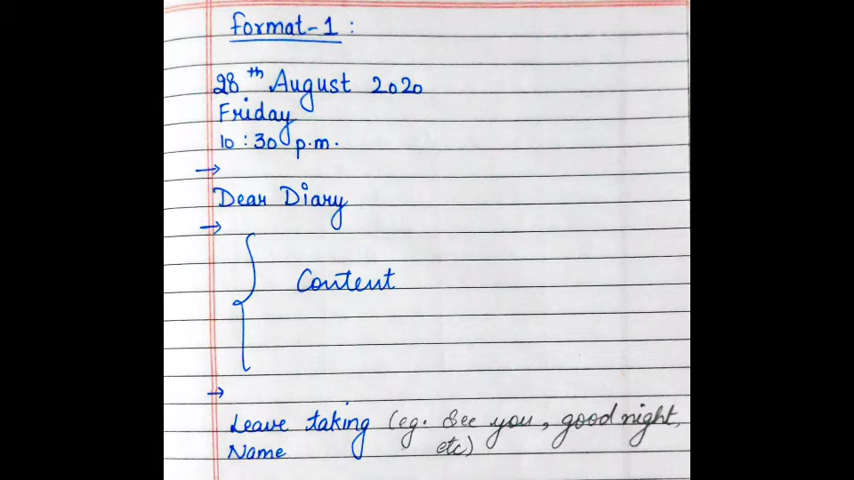 Format-1 :
28th August 2020
Friday
10:30 p.m.
→
Dear Diary
→
Content
→
Leave taking (eg. See you, good night,
etc)
Name